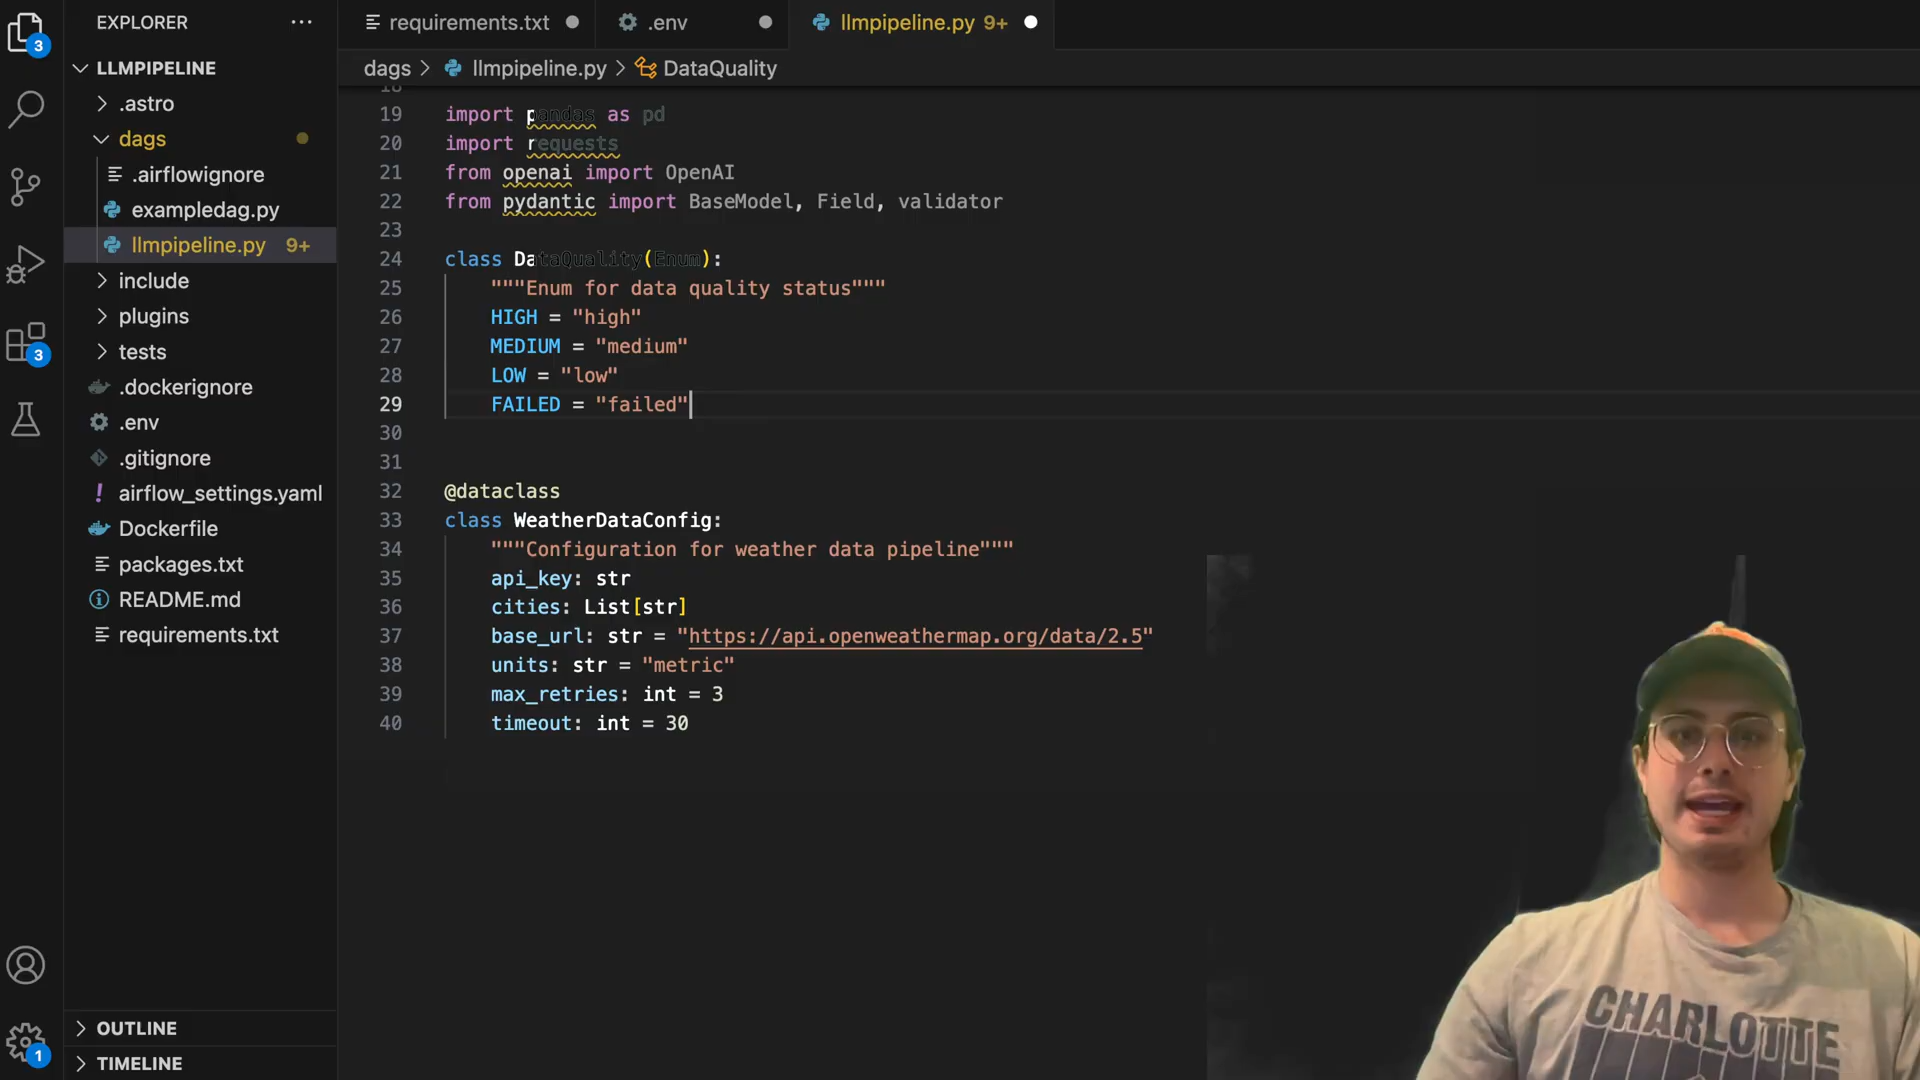 EXPLORER
LLMPIPELINE
.astro
dags
.airflowignore
exampledag.py
llmpipeline.py 9+
include
plugins
tests
.dockerignore
.env
.gitignore
airflow_settings.yaml
Dockerfile
packages.txt
README.md
requirements.txt
OUTLINE
TIMELINE
3
3
1
requirements.txt
.env
llmpipeline.py 9+
dags > llmpipeline.py > DataQuality
18
19 import pandas as pd
20 import requests
21 from openai import OpenAI
22 from pydantic import BaseModel, Field, validator
23
24 class DataQuality(Enum):
25 """Enum for data quality status"""
26 HIGH = "high"
27 MEDIUM = "medium"
28 LOW = "low"
29 FAILED = "failed"
30
31
32 @dataclass
33 class WeatherDataConfig:
34 """Configuration for weather data pipeline"""
35 api_key: str
36 cities: List[str]
37 base_url: str = "https://api.openweathermap.org/data/2.5"
38 units: str = "metric"
39 max_retries: int = 3
40 timeout: int = 30
CHARLOTTE